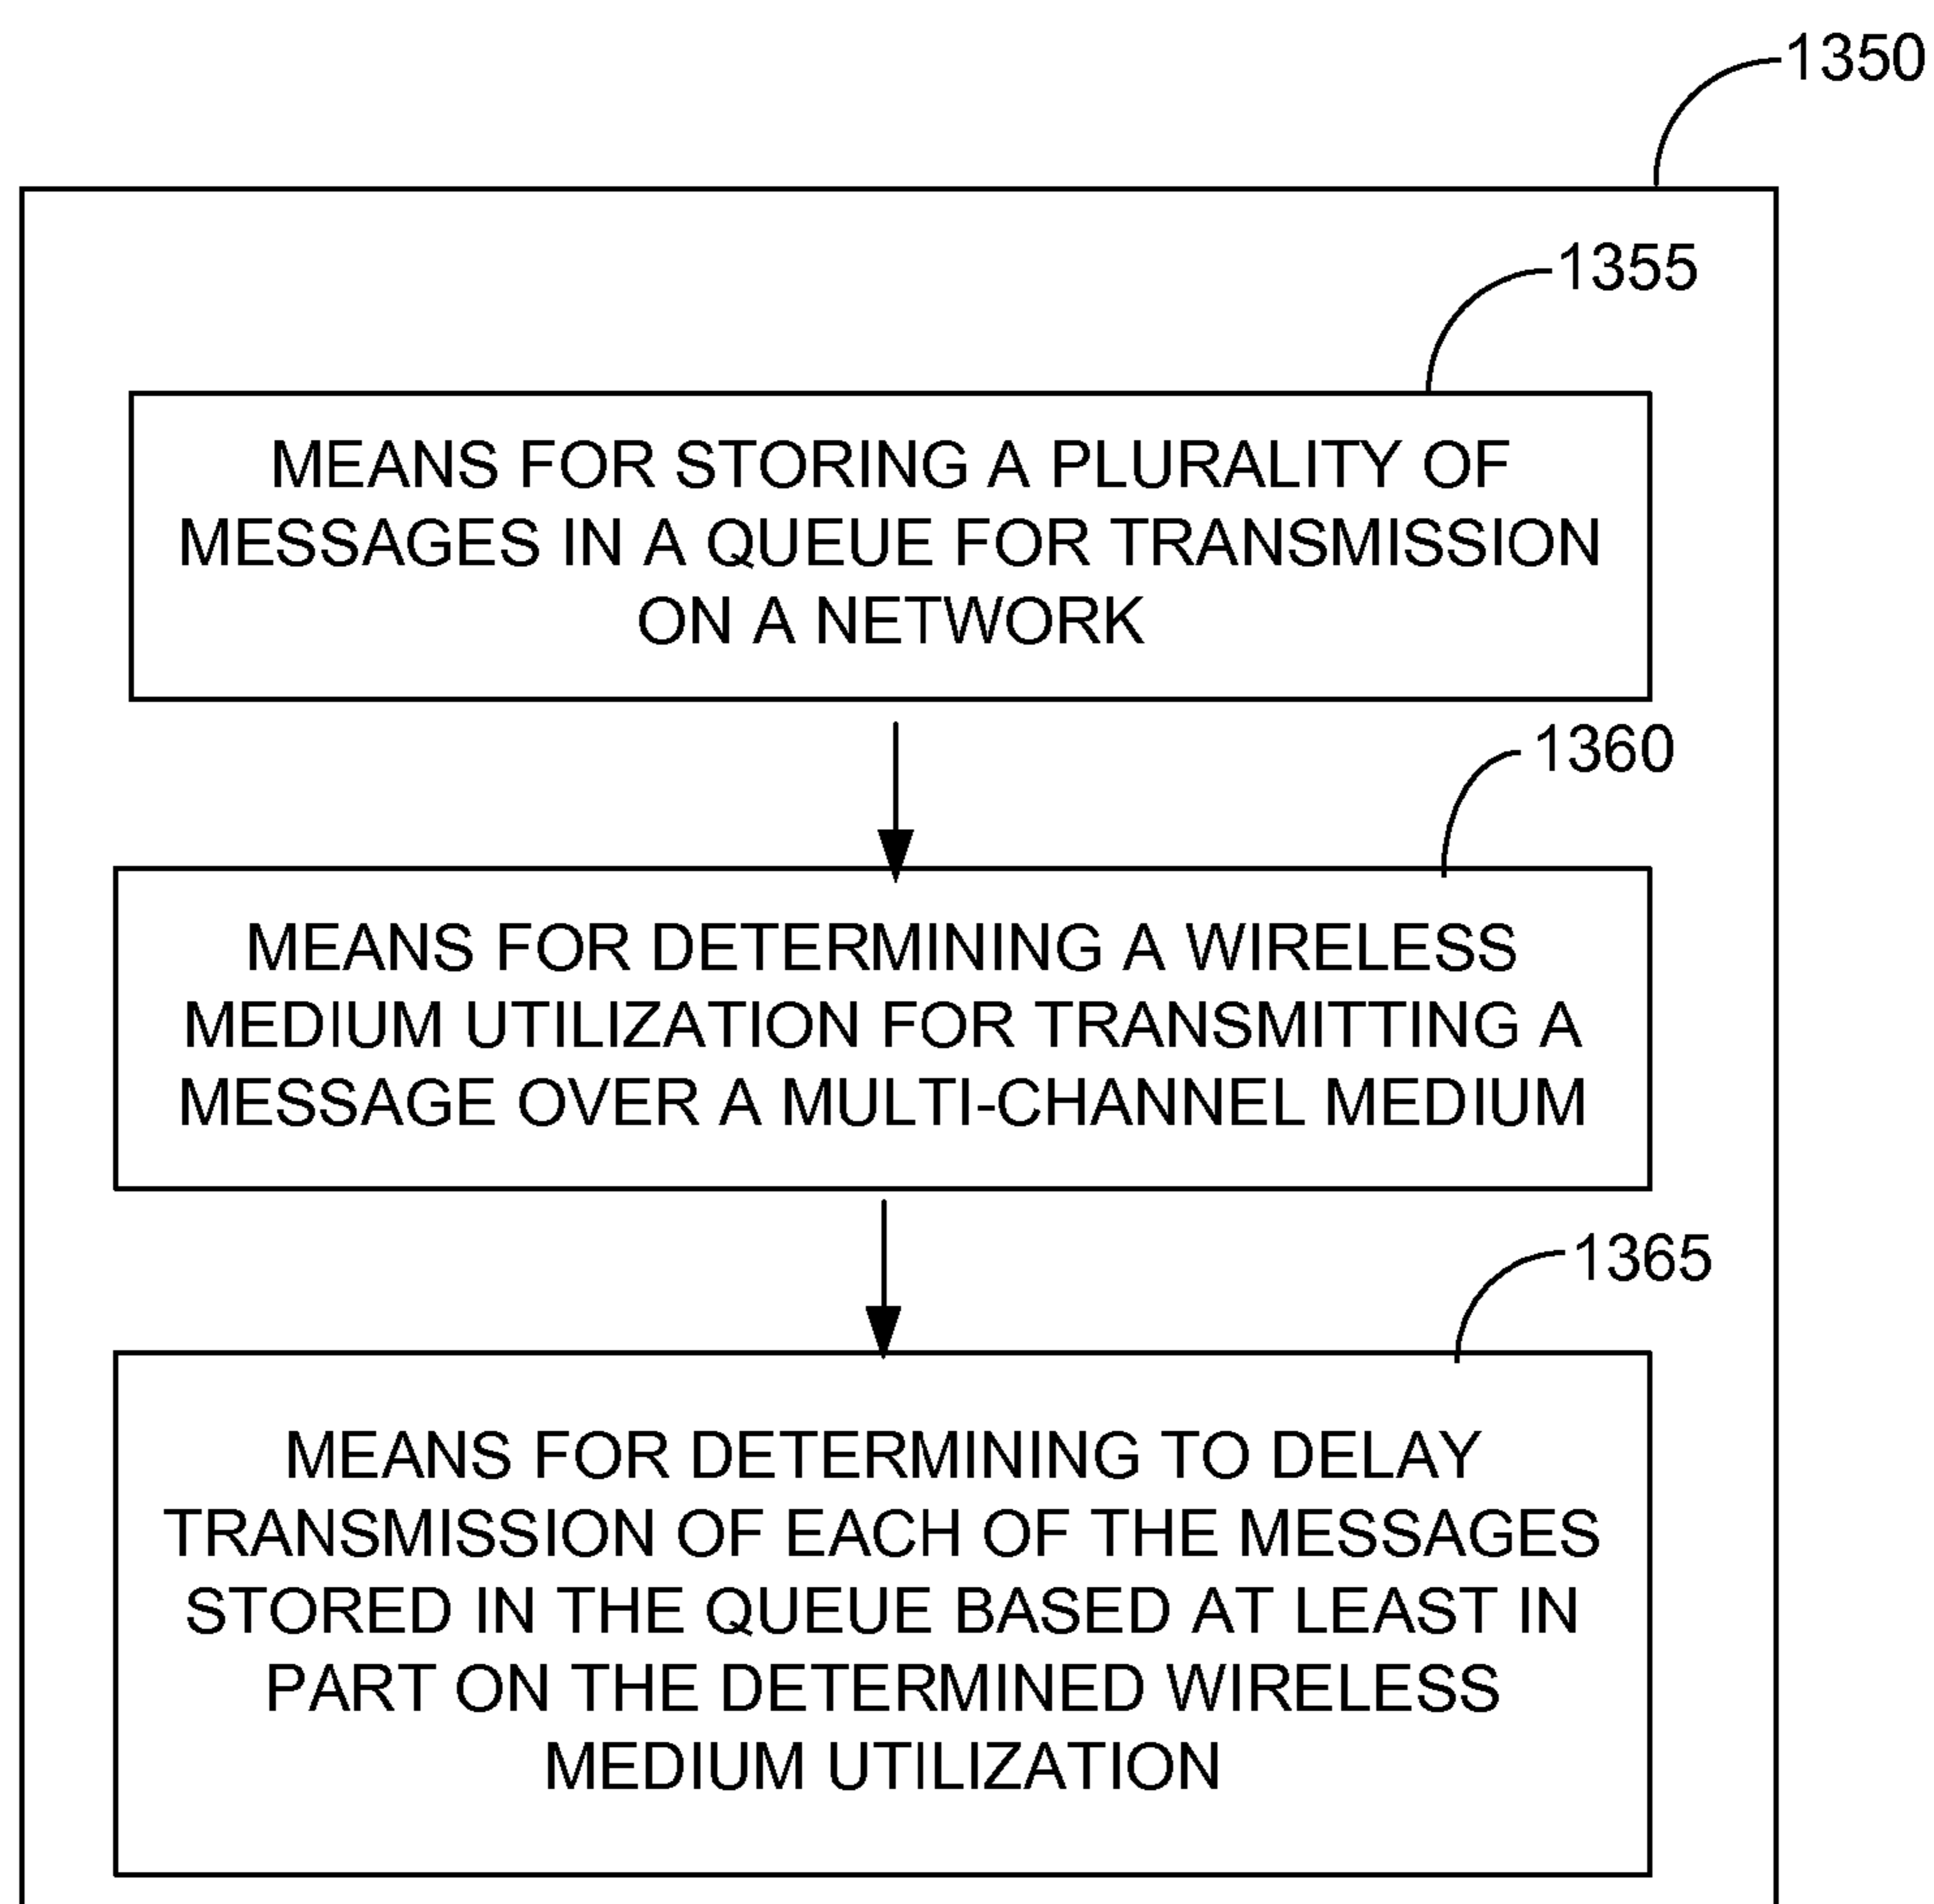 1350
1355
MEANS FOR STORING A PLURALITY OF
MESSAGES IN A QUEUE FOR TRANSMISSION
ON A NETWORK
1360
MEANS FOR DETERMINING A WIRELESS
MEDIUM UTILIZATION FOR TRANSMITTING A
MESSAGE OVER A MULTI-CHANNEL MEDIUM
1365
MEANS FOR DETERMINING TO DELAY
TRANSMISSION OF EACH OF THE MESSAGES
STORED IN THE QUEUE BASED AT LEAST IN
PART ON THE DETERMINED WIRELESS
MEDIUM UTILIZATION